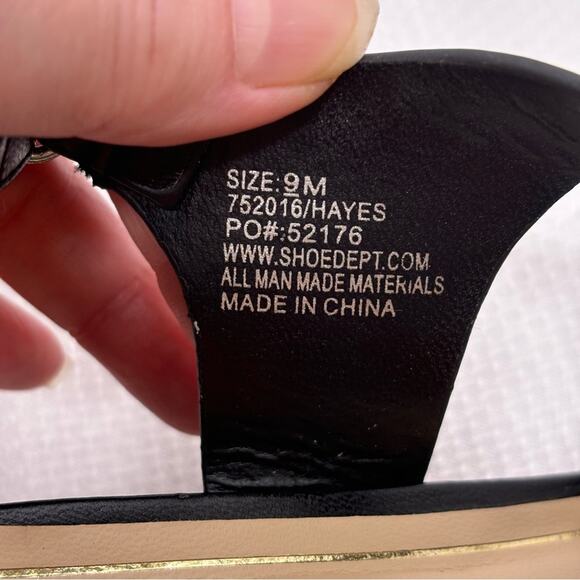 SIZE: 9M
752016/HAYES
PO#:52176
WWW.SHOEDEPT.COM
ALL MAN MADE MATERIALS
MADE IN CHINA